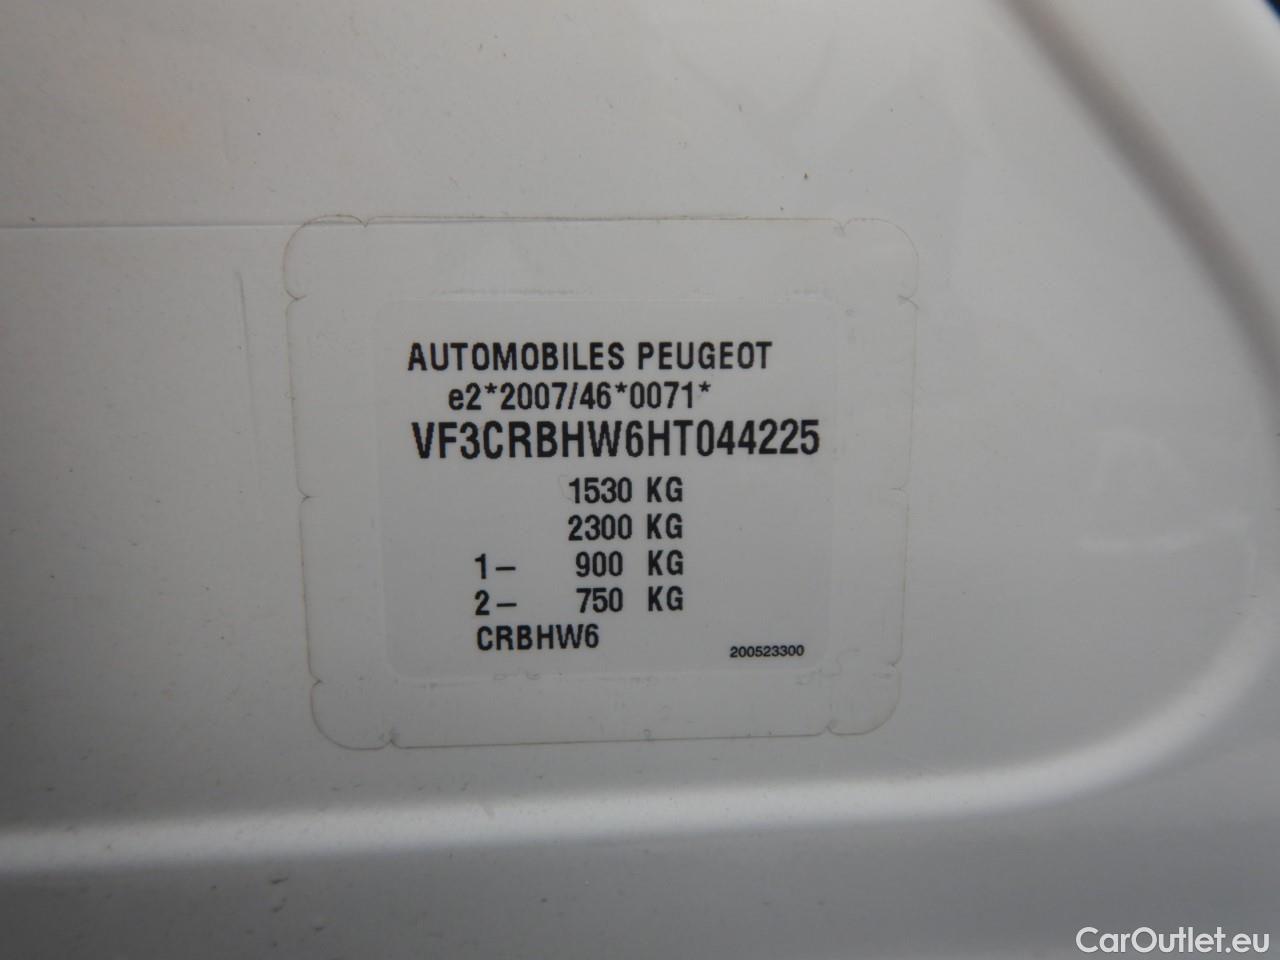 AUTOMOBILES PEUGEOT
e2*2007/46*0071*
VF3CRBHW6HT044225
1530 KG
2300 KG
1- 900 KG
2- 750 KG
CRBHW6
200523300
CarOutlet.eu